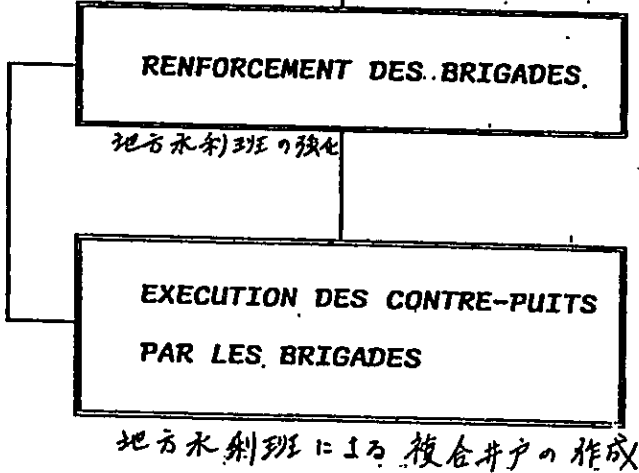 RENFORCEMENT DES BRIGADES
地方水利班の強化
EXECUTION DES CONTRE-PUITS
PAR LES BRIGADES
地方水利班による複合井戸の作成